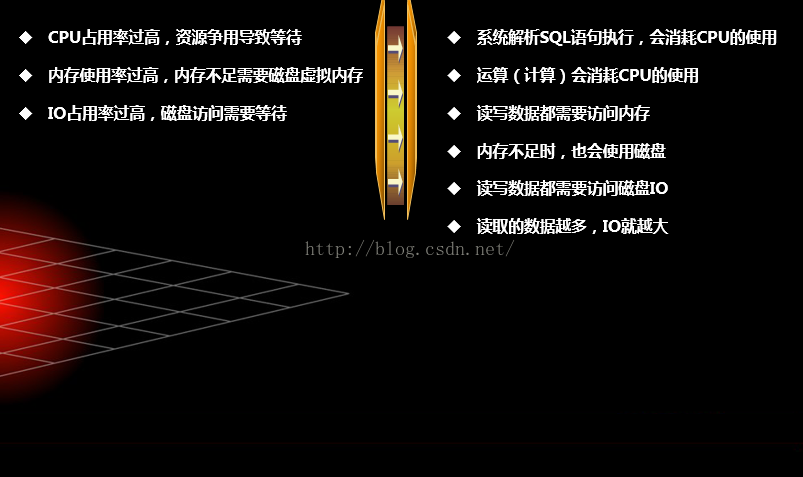 CPU占用率过高，资源争用导致等待
内存使用率过高，内存不足需要磁盘虚拟内存
IO占用率过高，磁盘访问需要等待
系统解析SQL语句执行，会消耗CPU的使用
运算（计算）会消耗CPU的使用
读写数据都需要访问内存
内存不足时，也会使用磁盘
读写数据都需要访问磁盘IO
读取的数据越多，IO就越大
http://blog.csdn.net/